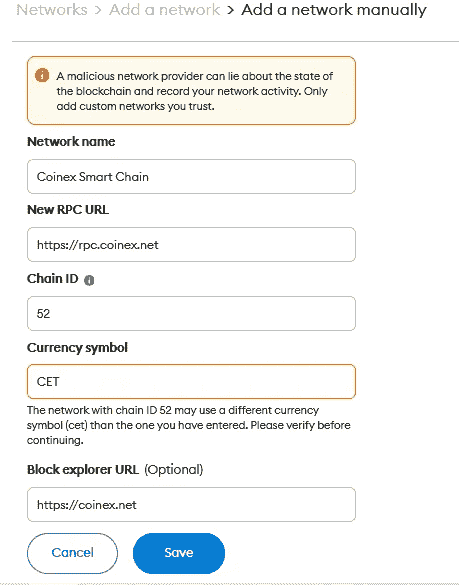 Networks > Add a network > Add a network manually
A malicious network provider can lie about the state of
the blockchain and record your network activity. Only
add custom networks you trust.
Network name
Coinex Smart Chain
New RPC URL
https://rpc.coinex.net
Chain ID
52
Currency symbol
CET
The network with chain ID 52 may use a different currency
symbol (cet) than the one you have entered. Please verify before
continuing.
Block explorer URL (Optional)
https://coinex.net
Cancel Save